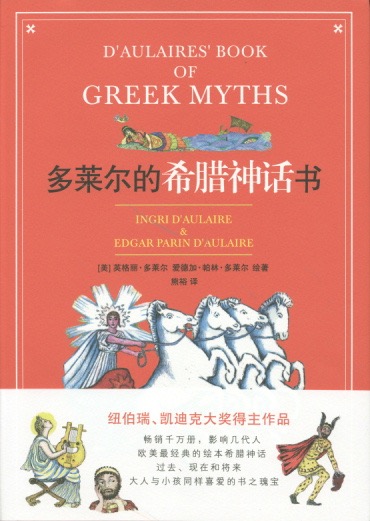 D'AULAIRES' BOOK
OF
GREEK MYTHS
多莱尔的希腊神话书
INGRI D'AULAIRE
&
EDGAR PARIN D'AULAIRE
[美] 英格丽·多莱尔 爱德加·帕林·多莱尔 绘著
熊裕 译
纽伯瑞、凯迪克大奖得主作品
畅销千万册，影响几代人
欧美最经典的绘本希腊神话
过去、现在和将来
大人与小孩同样喜爱的书之瑰宝